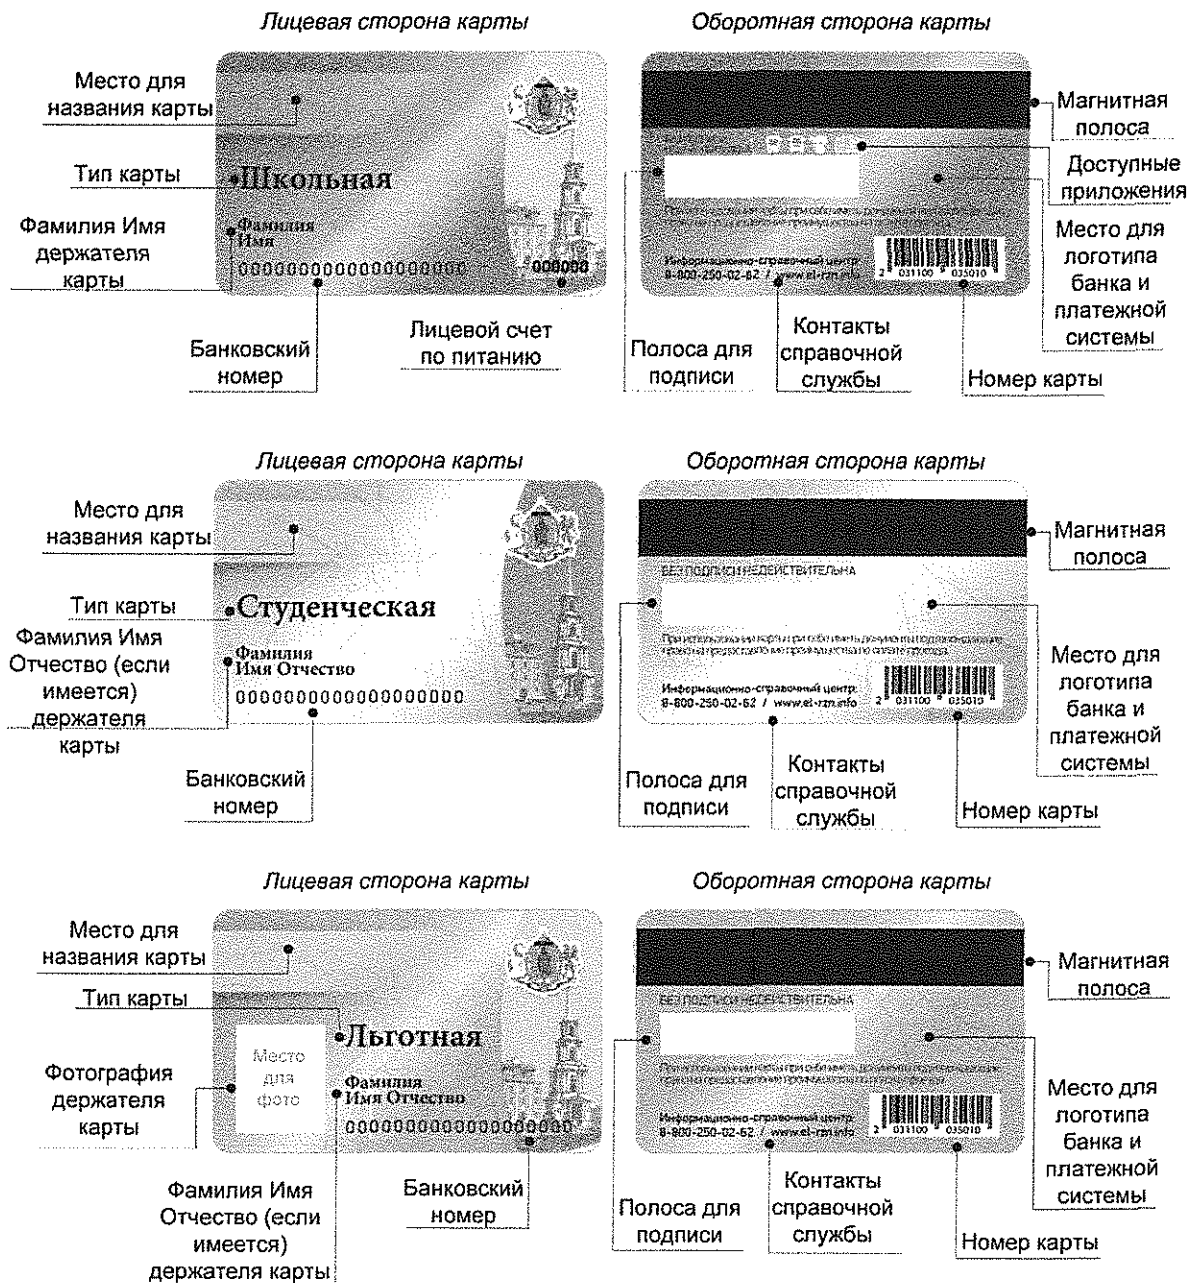 Лицевая сторона карты
Оборотная сторона карты
Место для
названия карты
Тип карты
Фамилия Имя
держателя
карты
Школьная
Фамилия
Имя
0000000000000000000
000000
Банковский
номер
Лицевой счет
по питанию
Информационно-справочный центр:
8-800-250-02-62 / www.el-rzn.info
2 031100 035010
Магнитная
полоса
Доступные
приложения
Место для
логотипа
банка и
платежной
системы
Полоса для
подписи
Контакты
справочной
службы
Номер карты
Лицевая сторона карты
Оборотная сторона карты
Место для
названия карты
Тип карты
Фамилия Имя
Отчество (если
имеется)
держателя
карты
Студенческая
Фамилия
Имя Отчество
0000000000000000000
Банковский
номер
БЕЗ ПОДПИСИ НЕДЕЙСТВИТЕЛЬНА
Информационно-справочный центр:
8-800-250-02-62 / www.el-rzn.info
2 031100 035010
Магнитная
полоса
Место для
логотипа
банка и
платежной
системы
Полоса для
подписи
Контакты
справочной
службы
Номер карты
Лицевая сторона карты
Оборотная сторона карты
Место для
названия карты
Тип карты
Фотография
держателя
карты
Место
для
фото
Льготная
Фамилия
Имя Отчество
0000000000000000000
Фамилия Имя
Отчество (если
имеется)
держателя карты
Банковский
номер
БЕЗ ПОДПИСИ НЕДЕЙСТВИТЕЛЬНА
Информационно-справочный центр:
8-800-250-02-62 / www.el-rzn.info
2 031100 035010
Магнитная
полоса
Место для
логотипа
банка и
платежной
системы
Полоса для
подписи
Контакты
справочной
службы
Номер карты